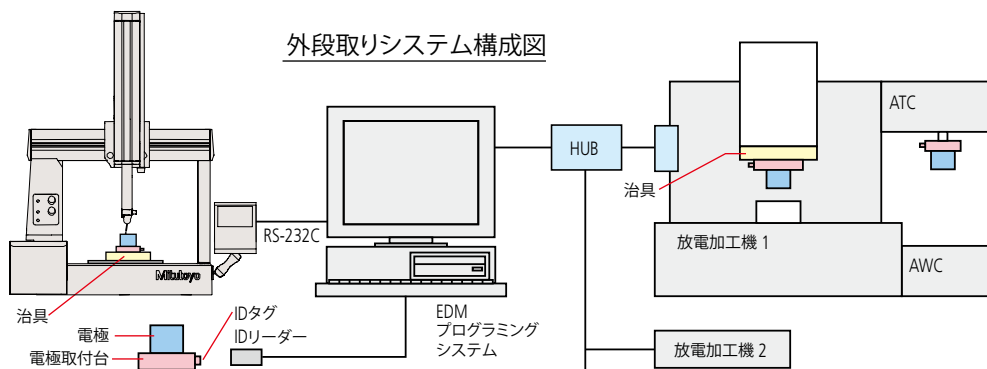 外段取りシステム構成図
ATC
HUB
治具
RS-232C
放電加工機 1
Mitutoyo
AWC
治具
IDタグ
EDM
電極
IDリーダー
プログラミング
電極取付台
システム
放電加工機 2